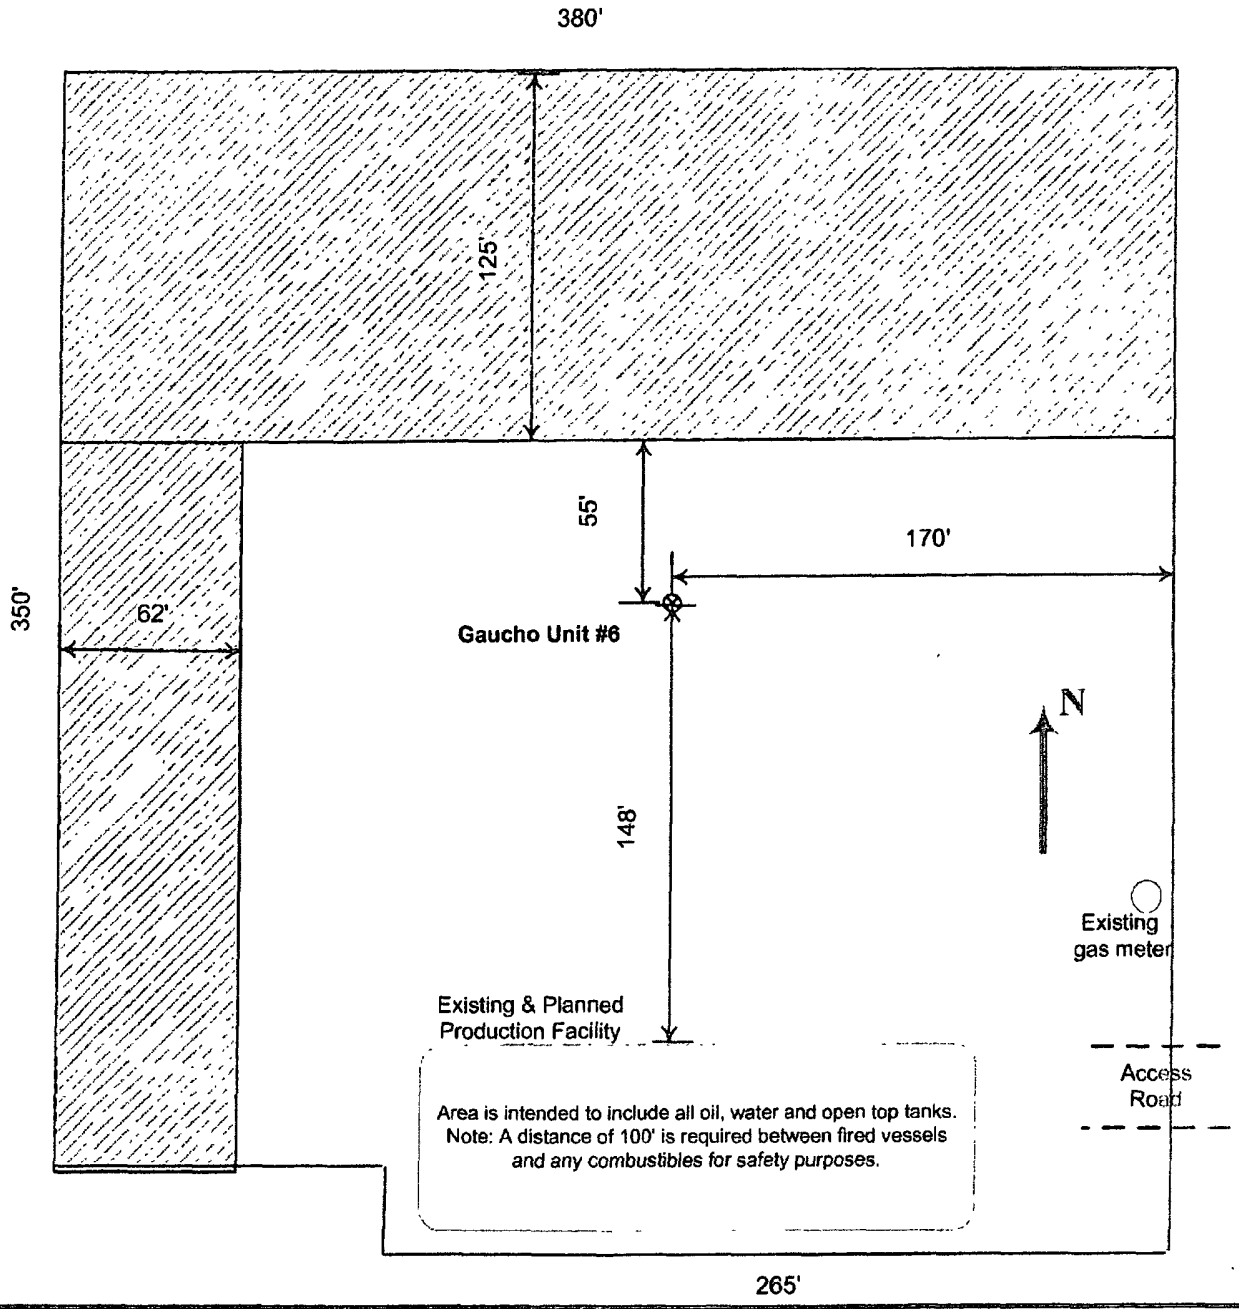 380'
125'
55'
170'
350'
62'
Gaucho Unit #6
N
148'
Existing
gas meter
Existing & Planned
Production Facility
Access
Road
Area is intended to include all oil, water and open top tanks.
Note: A distance of 100' is required between fired vessels
and any combustibles for safety purposes.
265'